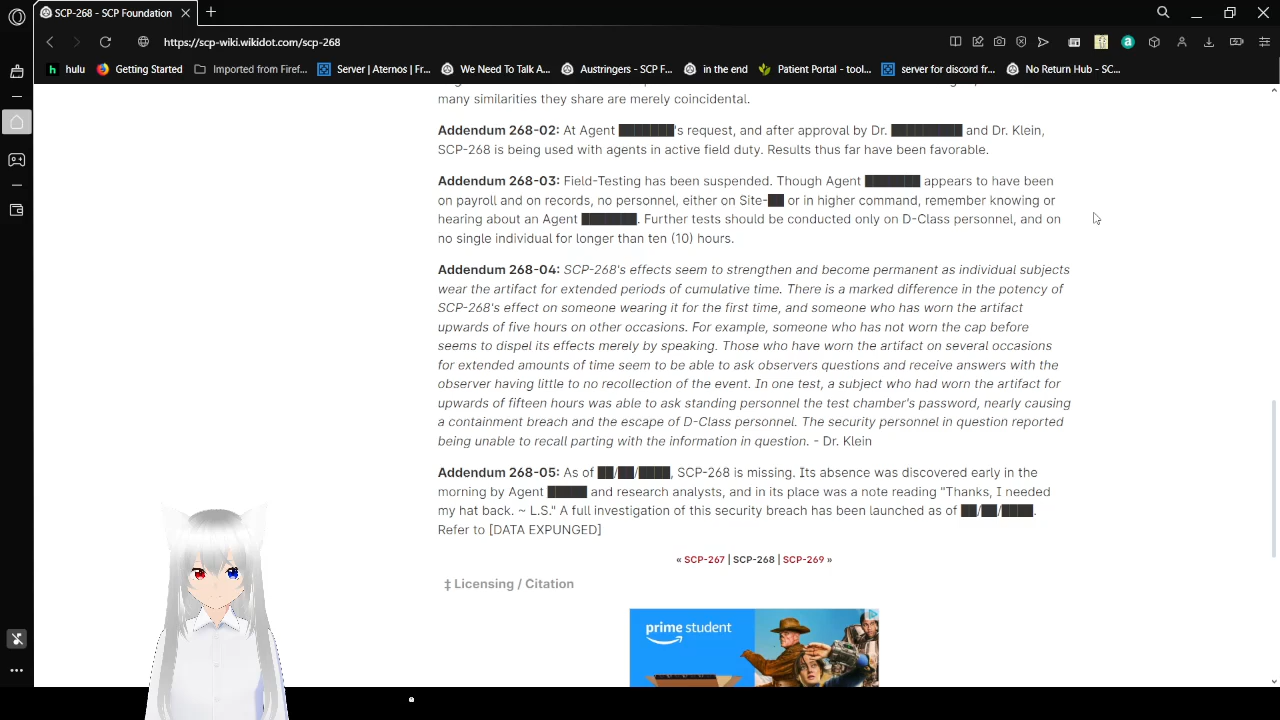 SCP-268 - SCP Foundation
https://scp-wiki.wikidot.com/scp-268
hulu
Getting Started
Imported from Firef...
Server | Aternos | Fr...
We Need To Talk A...
Austringers - SCP F...
in the end
Patient Portal - tool...
server for discord fr...
No Return Hub - SC...
many similarities they share are merely coincidental.
Addendum 268-02: At Agent ███████'s request, and after approval by Dr. █████████ and Dr. Klein,
SCP-268 is being used with agents in active field duty. Results thus far have been favorable.
Addendum 268-03: Field-Testing has been suspended. Though Agent ███████ appears to have been
on payroll and on records, no personnel, either on Site-██ or in higher command, remember knowing or
hearing about an Agent ███████. Further tests should be conducted only on D-Class personnel, and on
no single individual for longer than ten (10) hours.
Addendum 268-04: SCP-268's effects seem to strengthen and become permanent as individual subjects
wear the artifact for extended periods of cumulative time. There is a marked difference in the potency of
SCP-268's effect on someone wearing it for the first time, and someone who has worn the artifact
upwards of five hours on other occasions. For example, someone who has not worn the cap before
seems to dispel its effects merely by speaking. Those who have worn the artifact on several occasions
for extended amounts of time seem to be able to ask observers questions and receive answers with the
observer having little to no recollection of the event. In one test, a subject who had worn the artifact for
upwards of fifteen hours was able to ask standing personnel the test chamber's password, nearly causing
a containment breach and the escape of D-Class personnel. The security personnel in question reported
being unable to recall parting with the information in question. - Dr. Klein
Addendum 268-05: As of ██/██/████, SCP-268 is missing. Its absence was discovered early in the
morning by Agent █████ and research analysts, and in its place was a note reading "Thanks, I needed
my hat back. ~ L.S." A full investigation of this security breach has been launched as of ██/██/████.
Refer to [DATA EXPUNGED]
« SCP-267 | SCP-268 | SCP-269 »
‡ Licensing / Citation
prime student